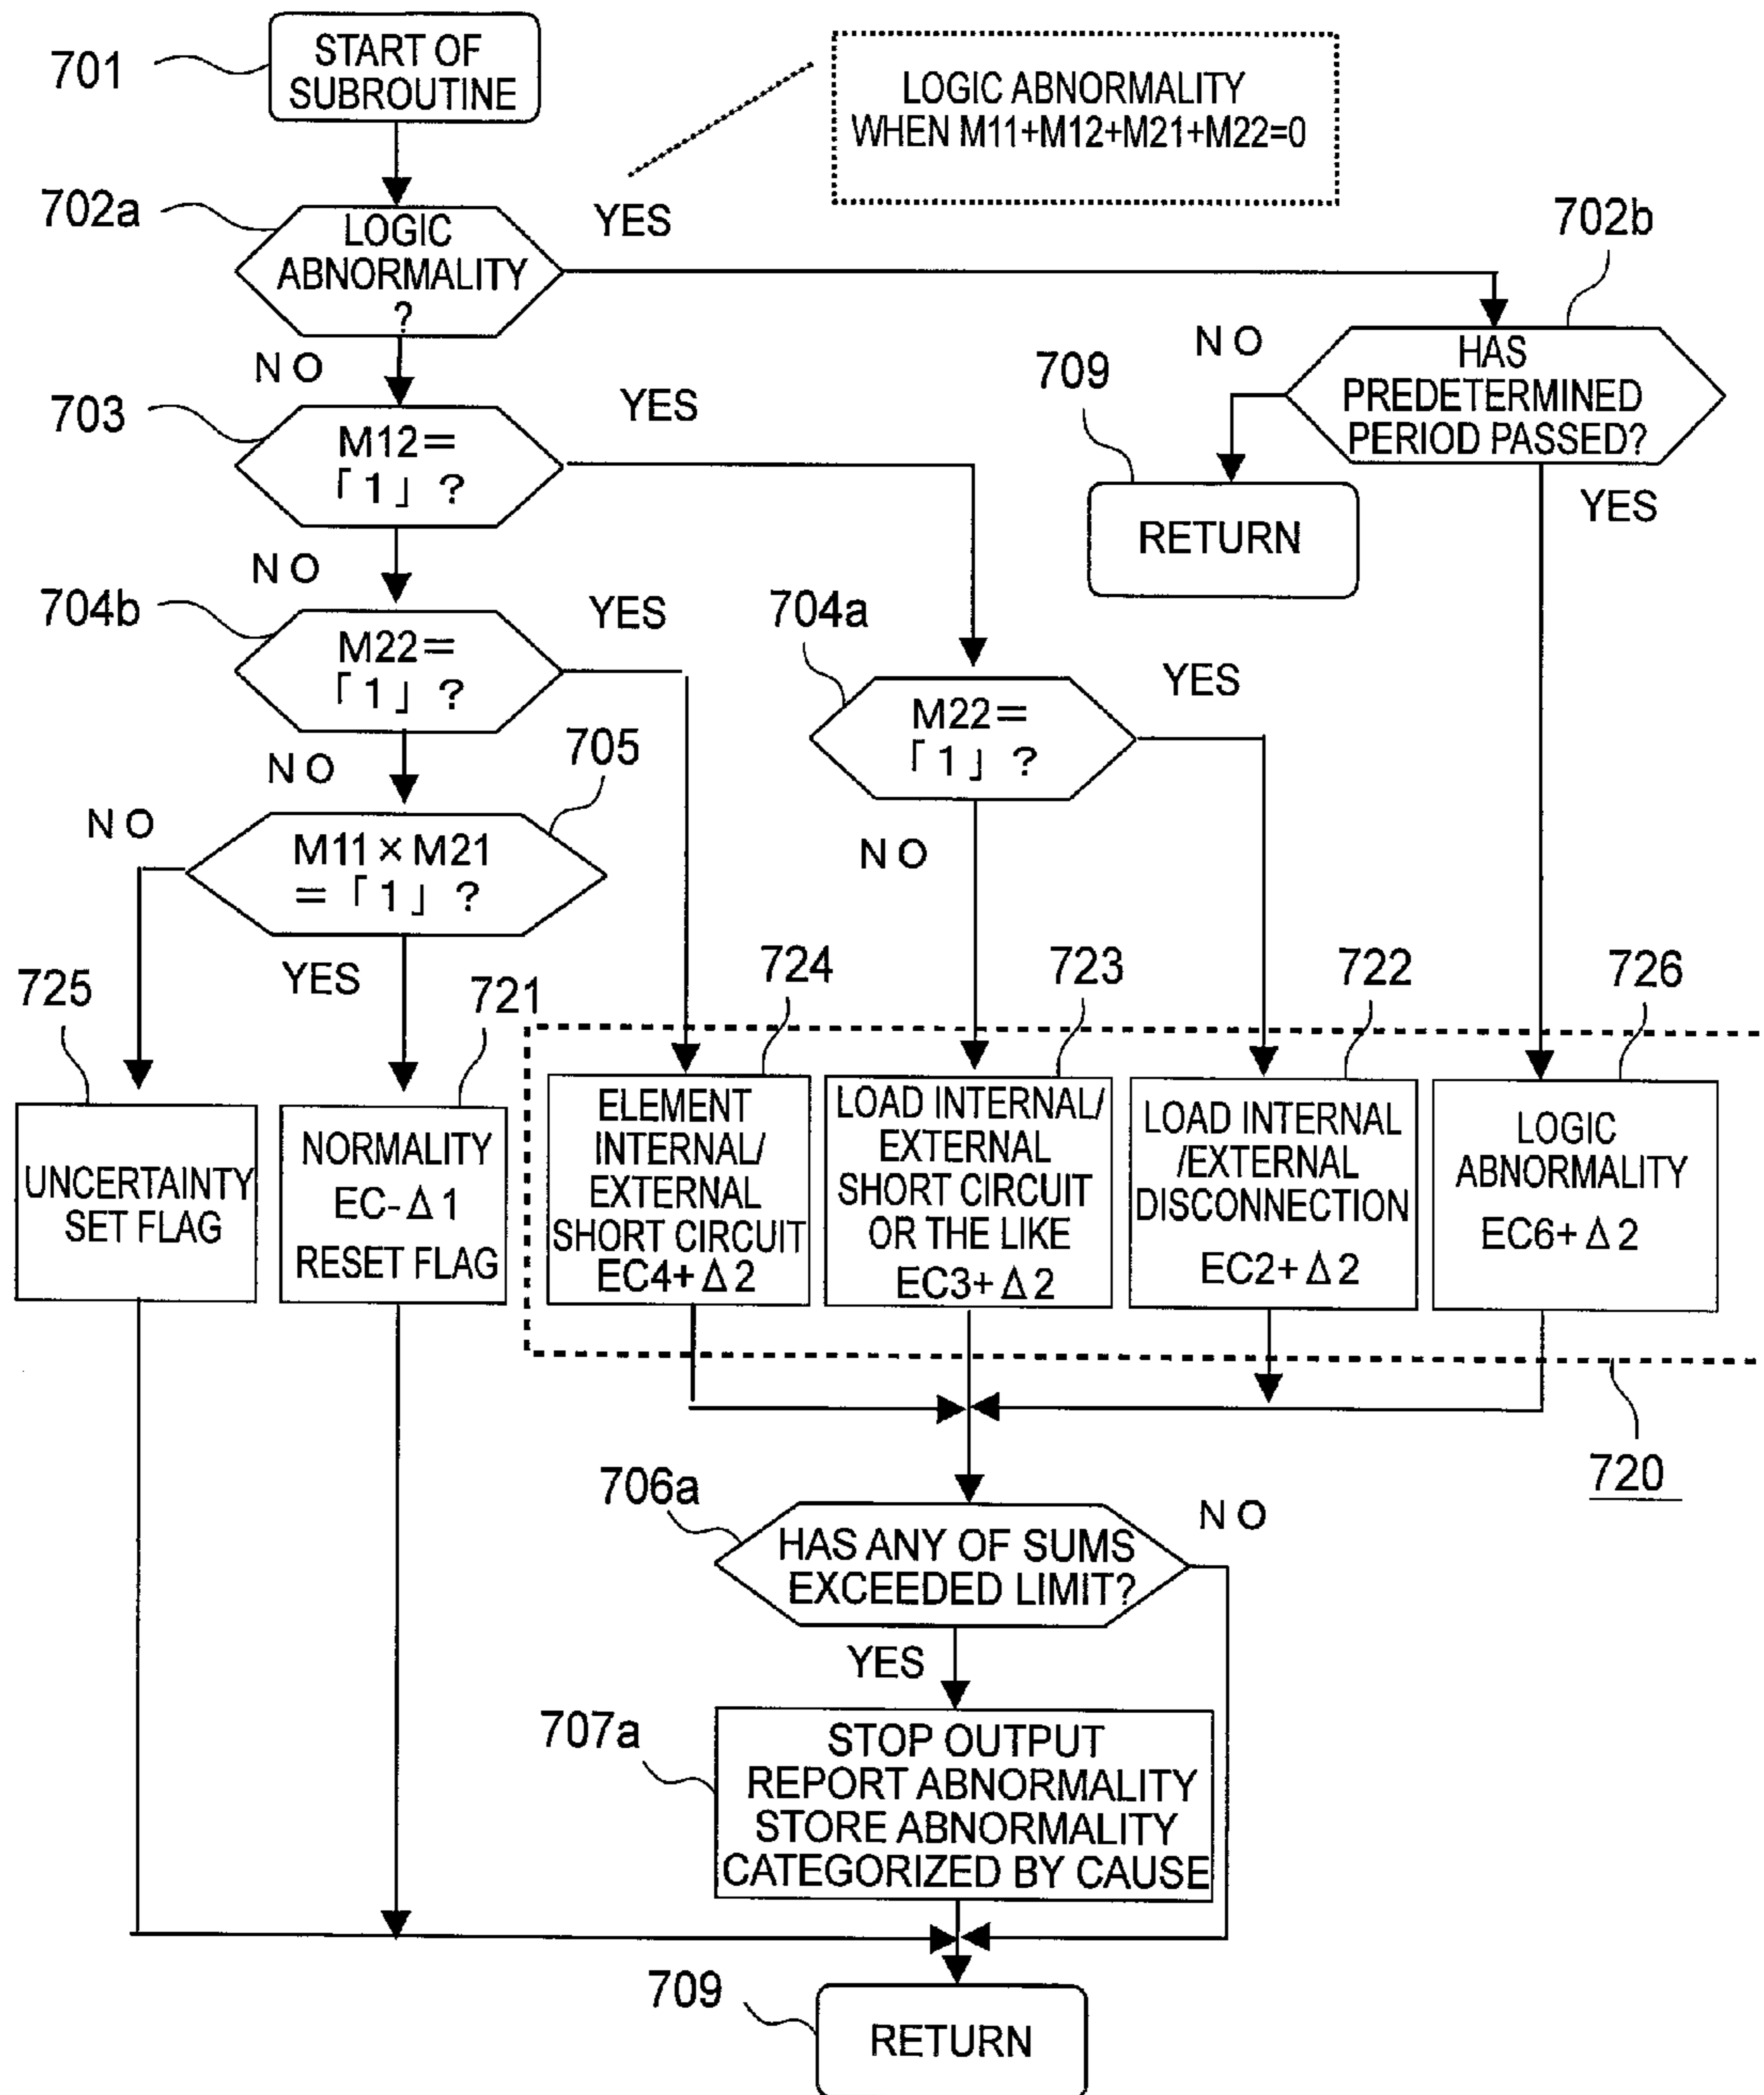 701
START OF
SUBROUTINE
LOGIC ABNORMALITY
WHEN M11+M12+M21+M22=0
702a
LOGIC
ABNORMALITY
?
YES
NO
702b
HAS
PREDETERMINED
PERIOD PASSED?
NO
YES
709
RETURN
703
M12=
「1」?
YES
NO
704b
M22=
「1」?
YES
NO
704a
M22=
「1」?
YES
NO
705
M11×M21
=「1」?
NO
YES
725
UNCERTAINTY
SET FLAG
721
NORMALITY
EC-Δ1
RESET FLAG
724
ELEMENT
INTERNAL/
EXTERNAL
SHORT CIRCUIT
EC4+Δ2
723
LOAD INTERNAL/
EXTERNAL
SHORT CIRCUIT
OR THE LIKE
EC3+Δ2
722
LOAD INTERNAL
/EXTERNAL
DISCONNECTION
EC2+Δ2
726
LOGIC
ABNORMALITY
EC6+Δ2
720
706a
HAS ANY OF SUMS
EXCEEDED LIMIT?
NO
YES
707a
STOP OUTPUT
REPORT ABNORMALITY
STORE ABNORMALITY
CATEGORIZED BY CAUSE
709
RETURN